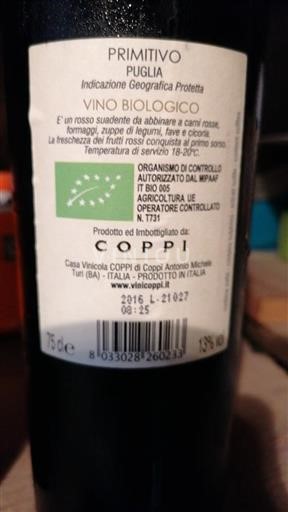 PRIMITIVO
PUGLIA
Indicazione Geografica Protetta
VINO BIOLOGICO
E' un rosso suadente da abbinare a carni rosse,
formaggi, zuppe di legumi, fave e cicoria.
La freschezza dei frutti rossi conquista al primo sorso.
Temperatura di servizio 18-20°C.
ORGANISMO DI CONTROLLO
AUTORIZZATO DAL MIPAAF
IT BIO 005
AGRICOLTURA UE
OPERATORE CONTROLLATO
N. T731
Prodotto ed Imbottigliato da:
COPPI
Casa Vinicola COPPI di Coppi Antonio Michele
Turi (BA) - ITALIA - PRODOTTO IN ITALIA
www.vinicoppi.it
2016 L-21027
08:25
75cl e
13% vol
8 033028 260233